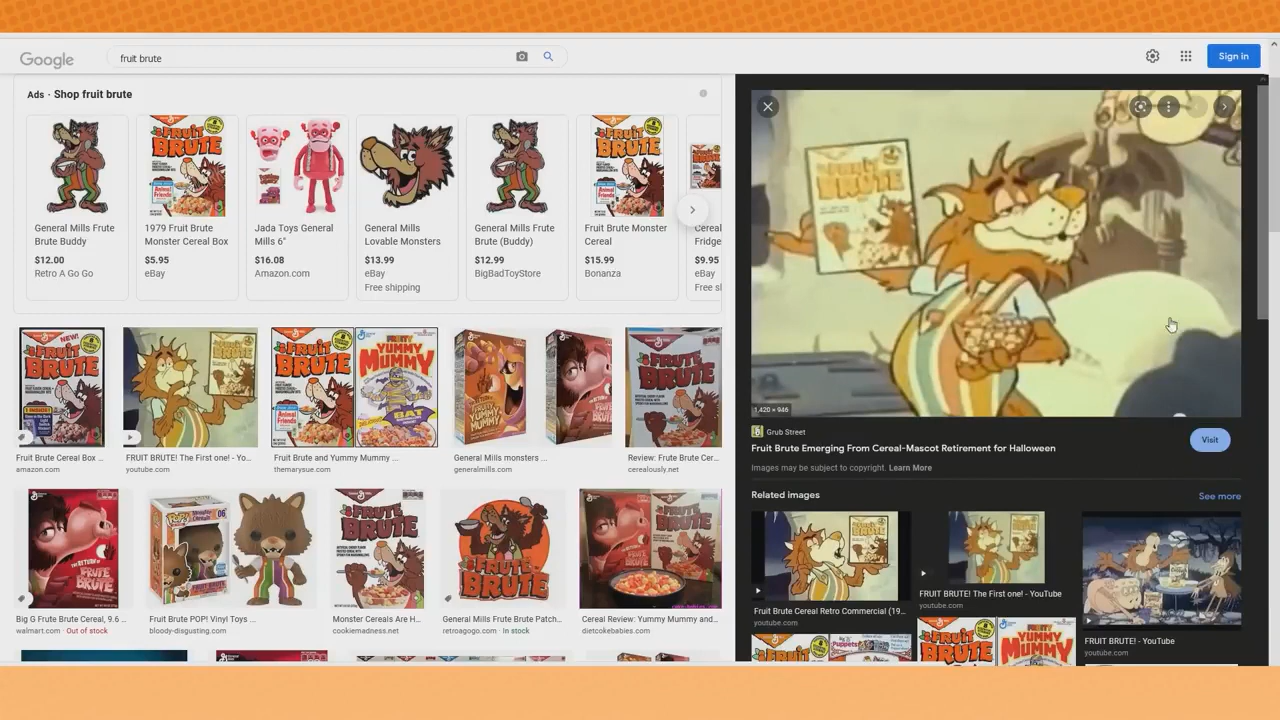 Google
fruit brute
Sign in
Ads · Shop fruit brute
General Mills Frute
Brute Buddy
$12.00
Retro A Go Go
1979 Fruit Brute
Monster Cereal Box
$5.95
eBay
Jada Toys General
Mills 6"
$16.08
Amazon.com
General Mills
Lovable Monsters
$13.99
eBay
Free shipping
General Mills
Frute Brute (Buddy)
$12.99
BigBadToyStore
Fruit Brute Monster
Cereal
$15.99
Bonanza
Cereal
Fridge
$9.95
eBay
Free sl
Fruit Brute Cereal Box ...
amazon.com
FRUIT BRUTE! The First one! - Yo...
youtube.com
Fruit Brute and Yummy Mummy ...
themarysue.com
General Mills monsters ...
generalmills.com
Review: Frute Brute Cer...
cerealously.net
Big G Frute Brute Cereal, 9.6 ...
walmart.com · Out of stock
Fruit Brute POP! Vinyl Toys ...
bloody-disgusting.com
Monster Cereals Are H...
cookiemadness.net
General Mills Frute Brute Patch...
retroagogo.com · In stock
Cereal Review: Yummy Mummy and...
dietcokebabies.com
FRUIT
BRUTE
1,420 × 946
Grub Street
Visit
Fruit Brute Emerging From Cereal-Mascot Retirement for Halloween
Images may be subject to copyright. Learn More
Related images
See more
Fruit Brute Cereal Retro Commercial (19...
youtube.com
FRUIT BRUTE! The First one! - YouTube
youtube.com
FRUIT BRUTE! - YouTube
youtube.com